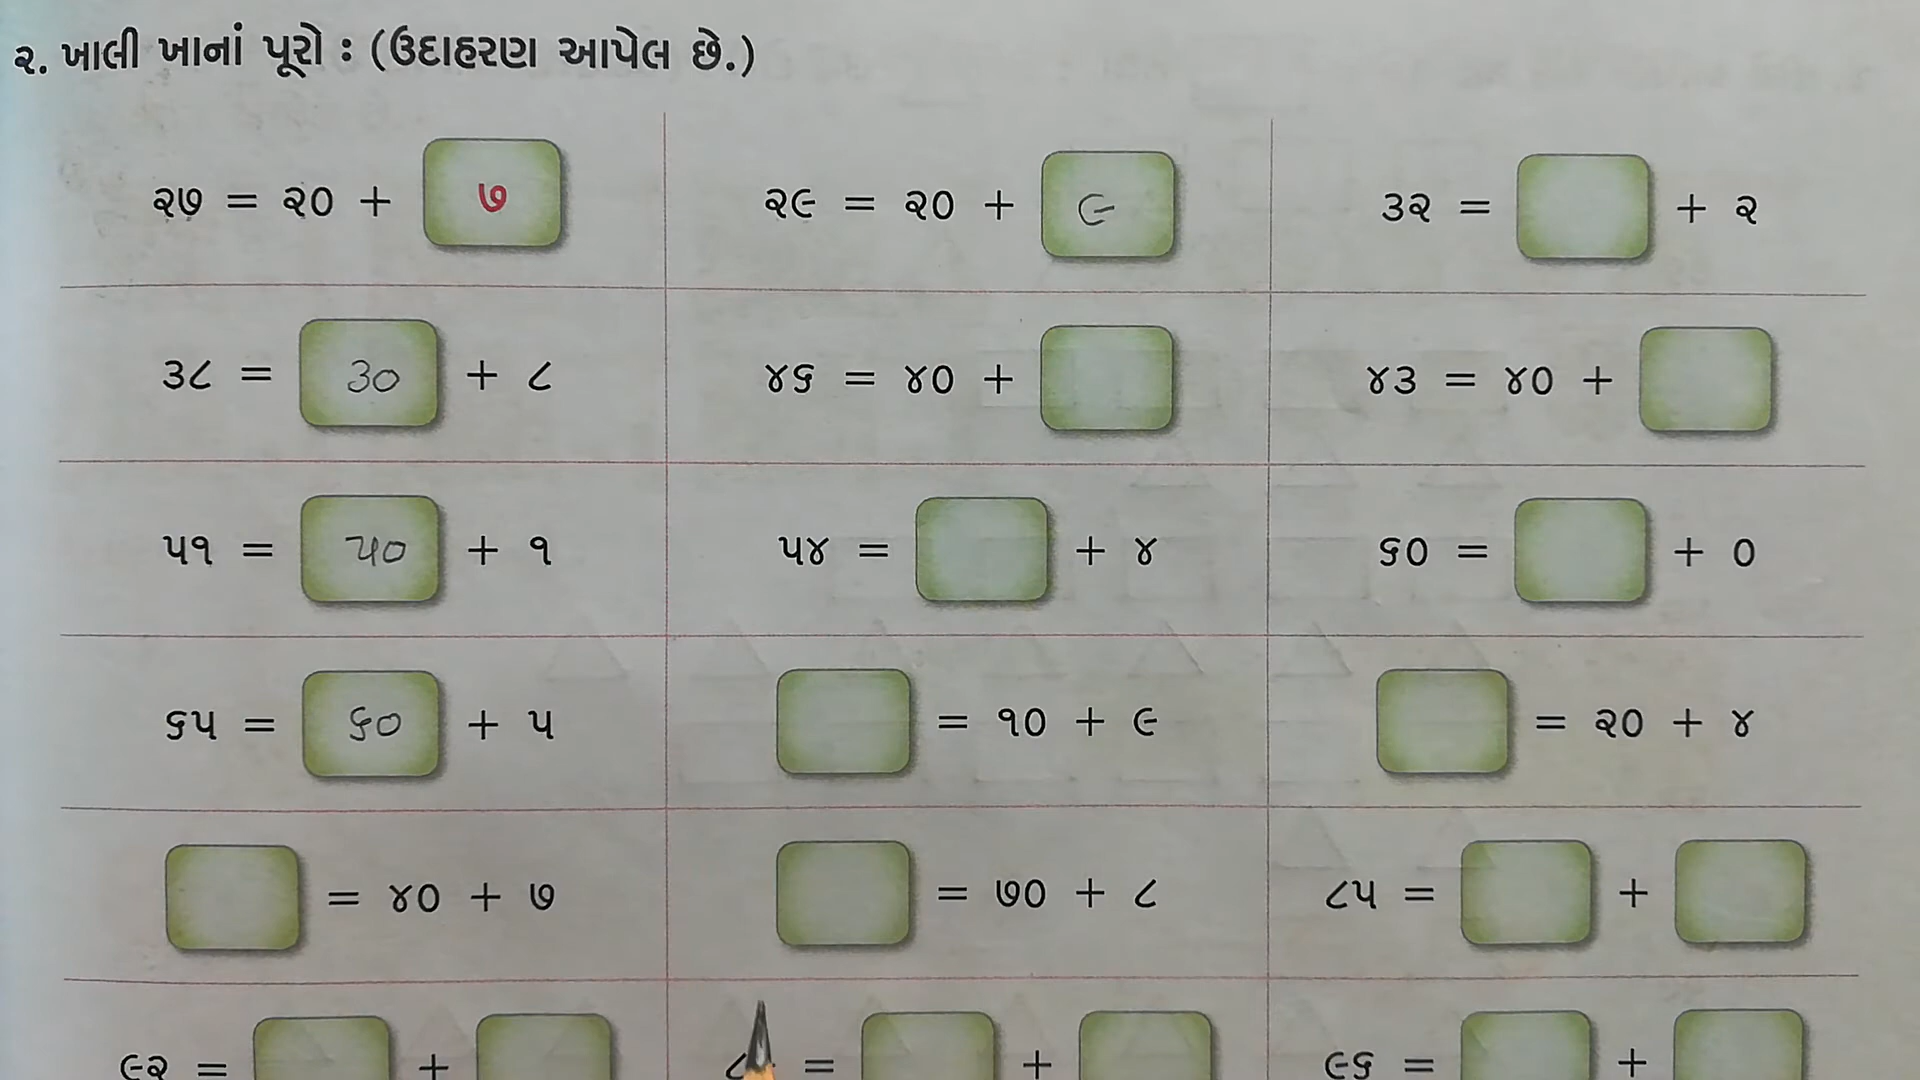 ૨. ખાલી ખાનાં પૂરો : (ઉદાહરણ આપેલ છે.)
૨૭ = ૨૦ + ૭
૨૯ = ૨૦ + ૯
૩૨ = + ૨
૩૮ = ૩૦ + ૮
૪૬ = ૪૦ +
૪૩ = ૪૦ +
૫૧ = ૫૦ + ૧
૫૪ = + ૪
૬૦ = + ૦
૬૫ = ૬૦ + ૫
= ૧૦ + ૯
= ૨૦ + ૪
= ૪૦ + ૭
= ૭૦ + ૮
૮૫ = +
૯૨ = +
= +
૯૬ = +